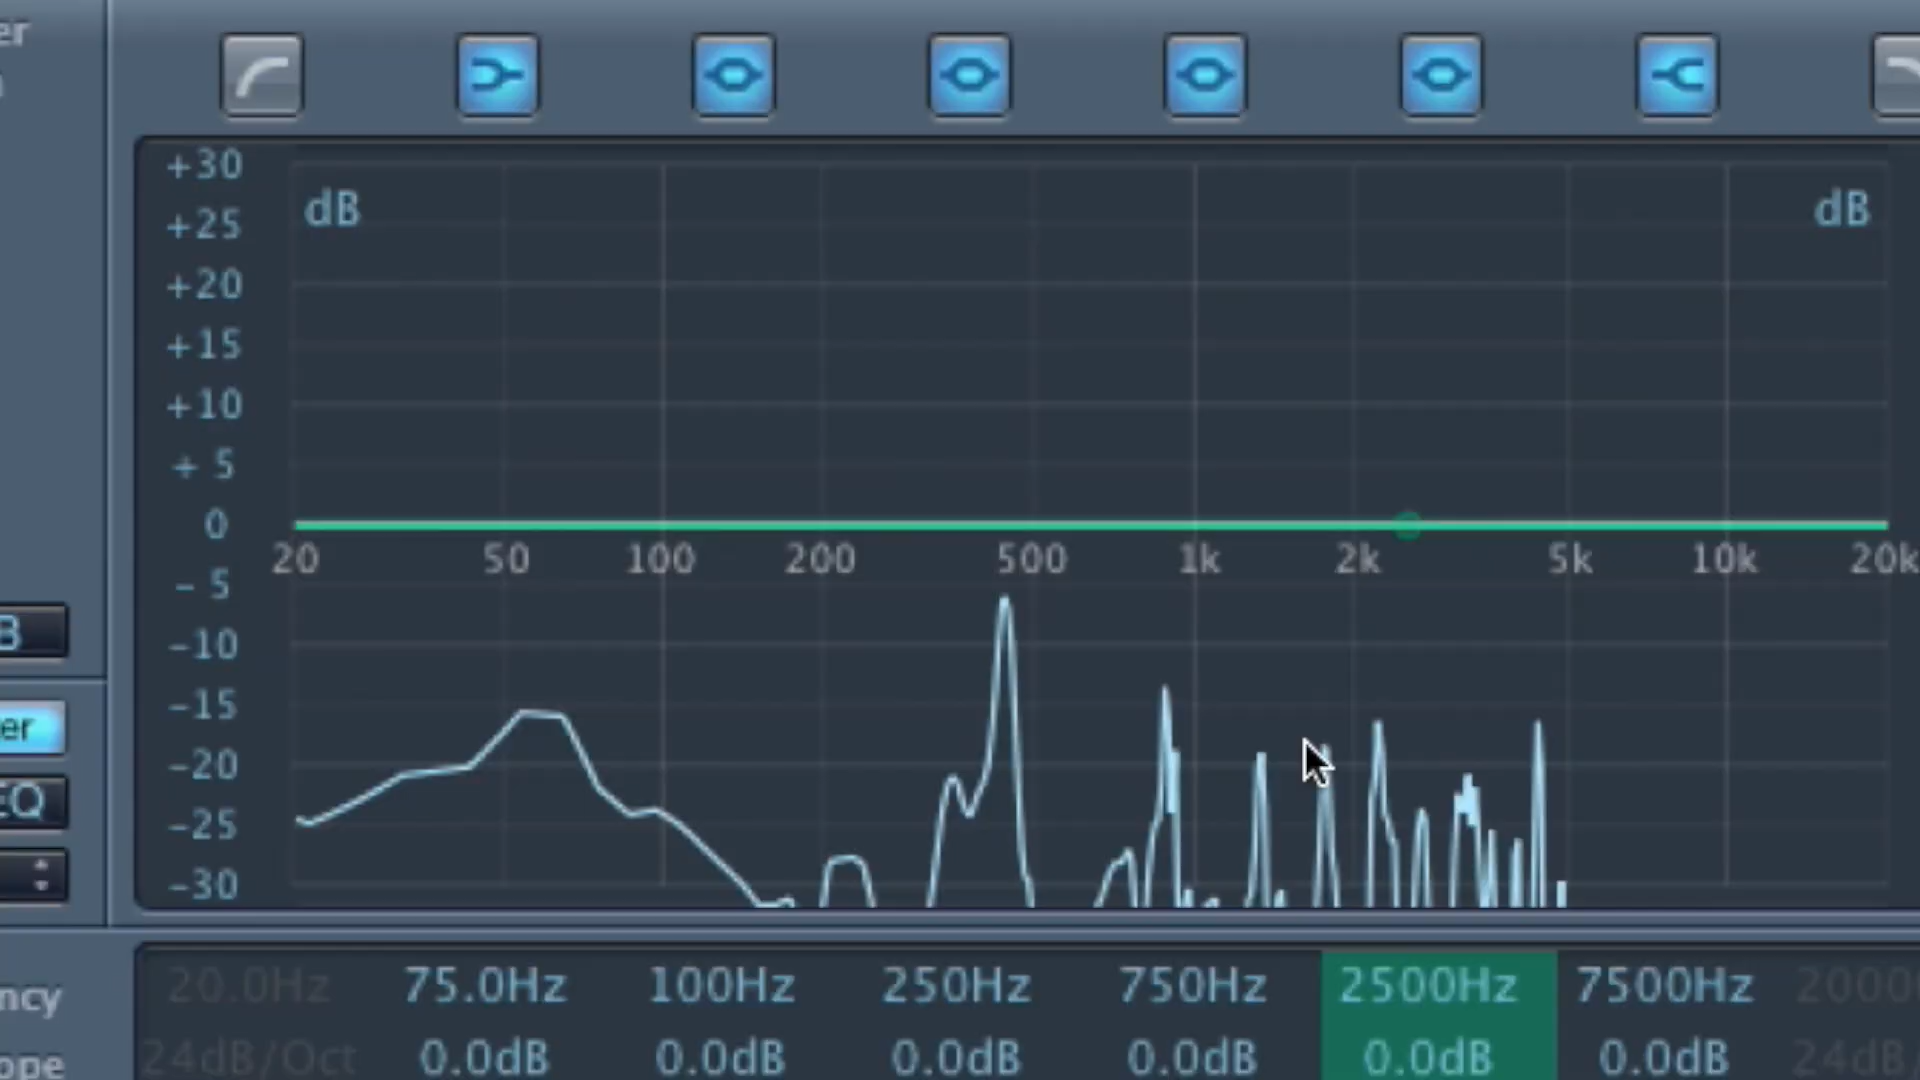 er
+30
dB dB
+25
+20
+15
+10
+ 5
0
20 50 100 200 500 1k 2k 5k 10k 20k
- 5
-10
B
-15
er
-20
EQ
-25
-30
20.0Hz 75.0Hz 100Hz 250Hz 750Hz 2500Hz 7500Hz 2000
ncy
24dB/Oct 0.0dB 0.0dB 0.0dB 0.0dB 0.0dB 0.0dB 24dB/
ope